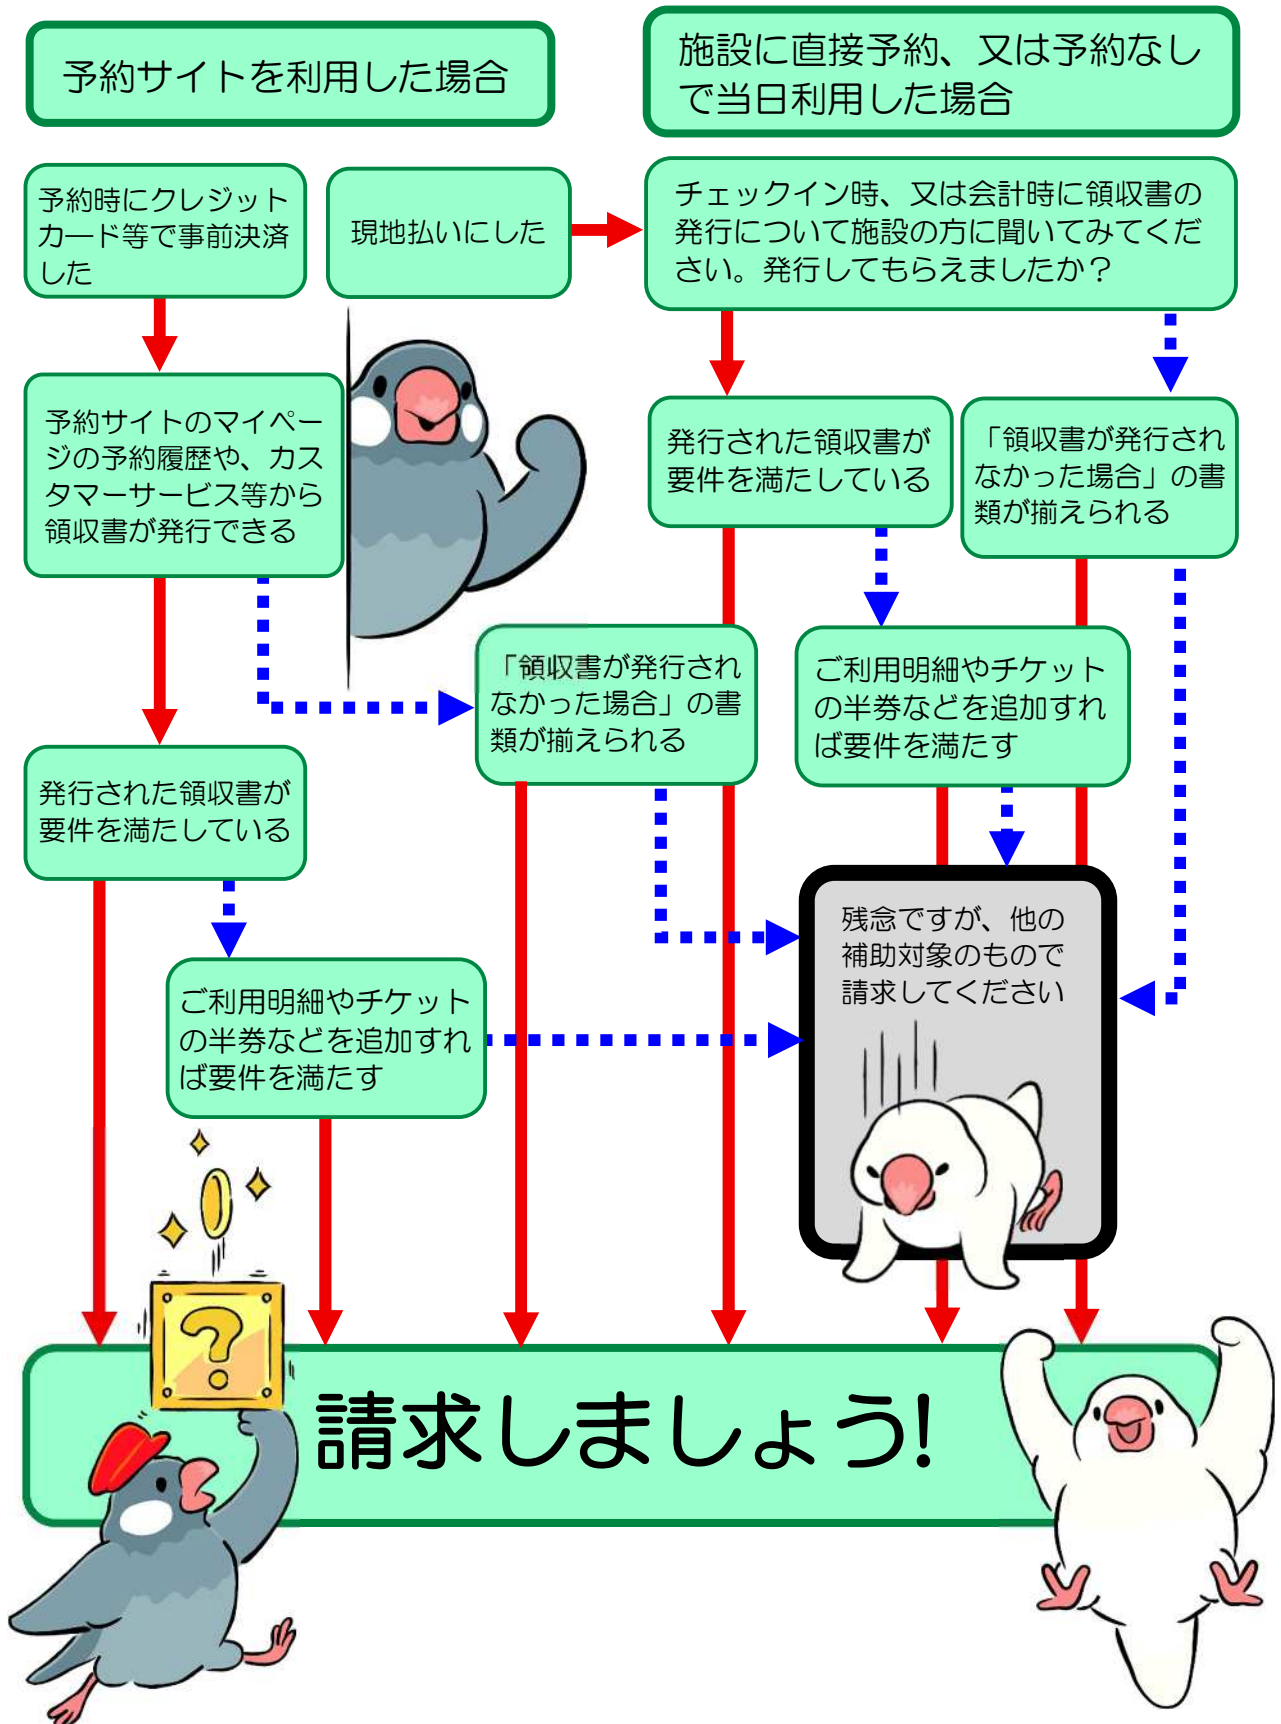 予約サイトを利用した場合
施設に直接予約、又は予約なし
で当日利用した場合
予約時にクレジット
カード等で事前決済
した
現地払いにした
チェックイン時、又は会計時に領収書の
発行について施設の方に聞いてみてくだ
さい。発行してもらえましたか？
予約サイトのマイペー
ジの予約履歴や、カス
タマーサービス等から
領収書が発行できる
発行された領収書が
要件を満たしている
「領収書が発行され
なかった場合」の書
類が揃えられる
「領収書が発行され
なかった場合」の書
類が揃えられる
ご利用明細やチケット
の半券などを追加すれ
ば要件を満たす
発行された領収書が
要件を満たしている
ご利用明細やチケット
の半券などを追加すれ
ば要件を満たす
残念ですが、他の
補助対象のもので
請求してください
?
請求しましょう!